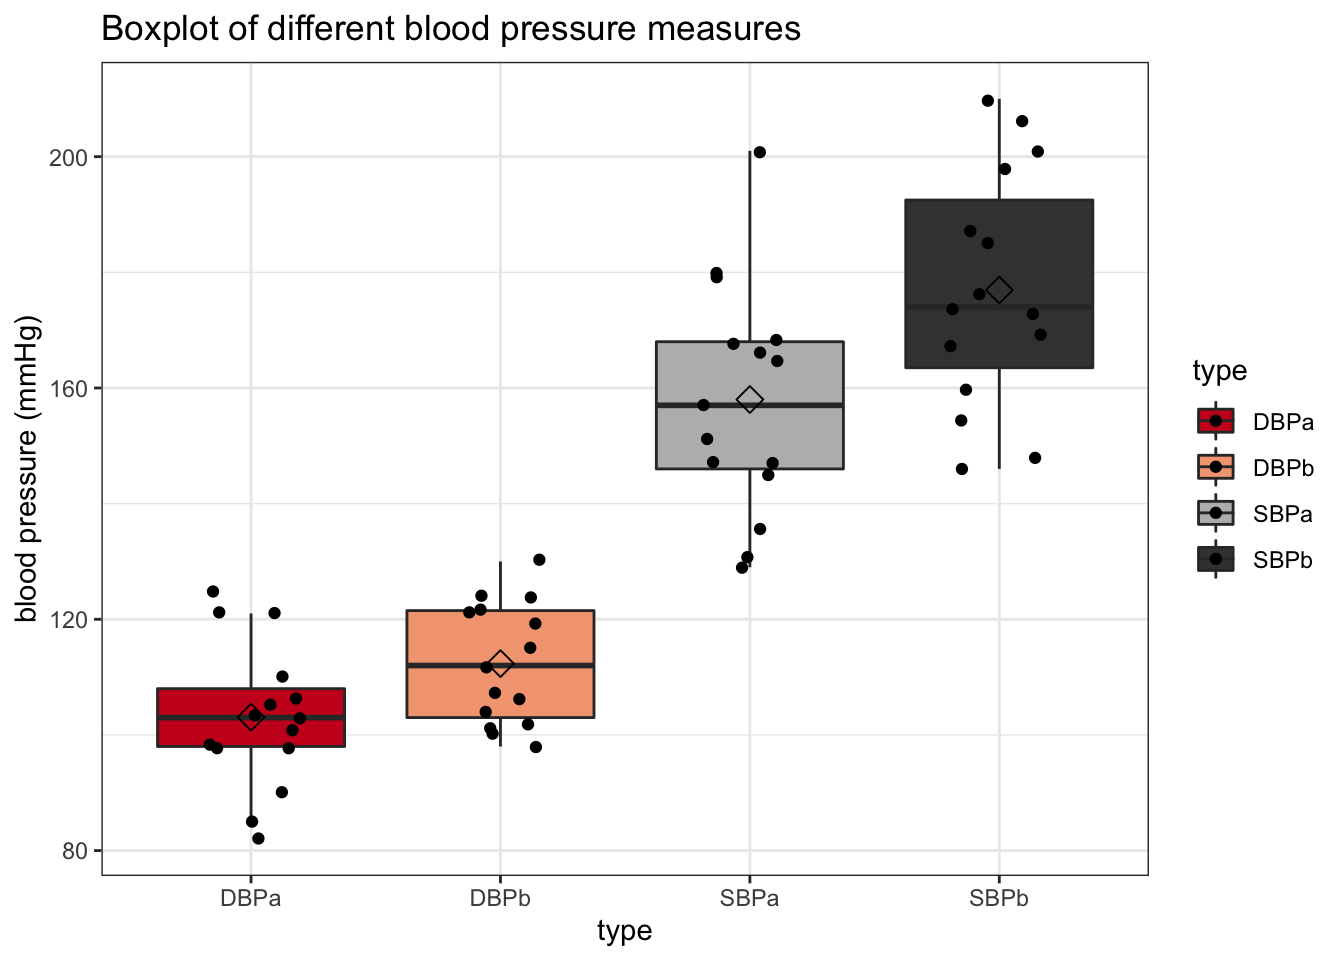 Boxplot of different blood pressure measures
blood pressure (mmHg)
200
160
120
80
DBPa
DBPb
SBPa
SBPb
type
type
DBPa
DBPb
SBPa
SBPb